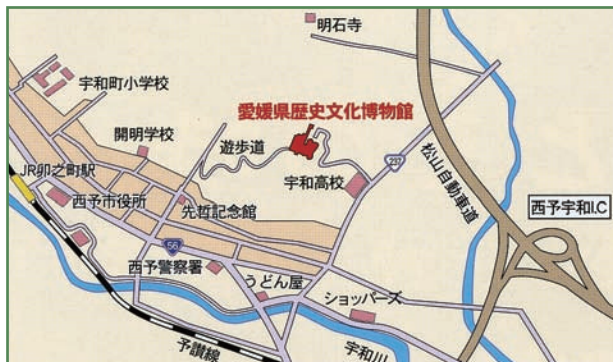 明石寺
宇和町小学校
愛媛県歴史文化博物館
開明学校
遊歩道
237
松山自動車道
JR卯之町駅
宇和高校
西予宇和I.C
西予市役所
先哲記念館
56
西予警察署
うどん屋
ショッパーズ
予讃線
宇和川